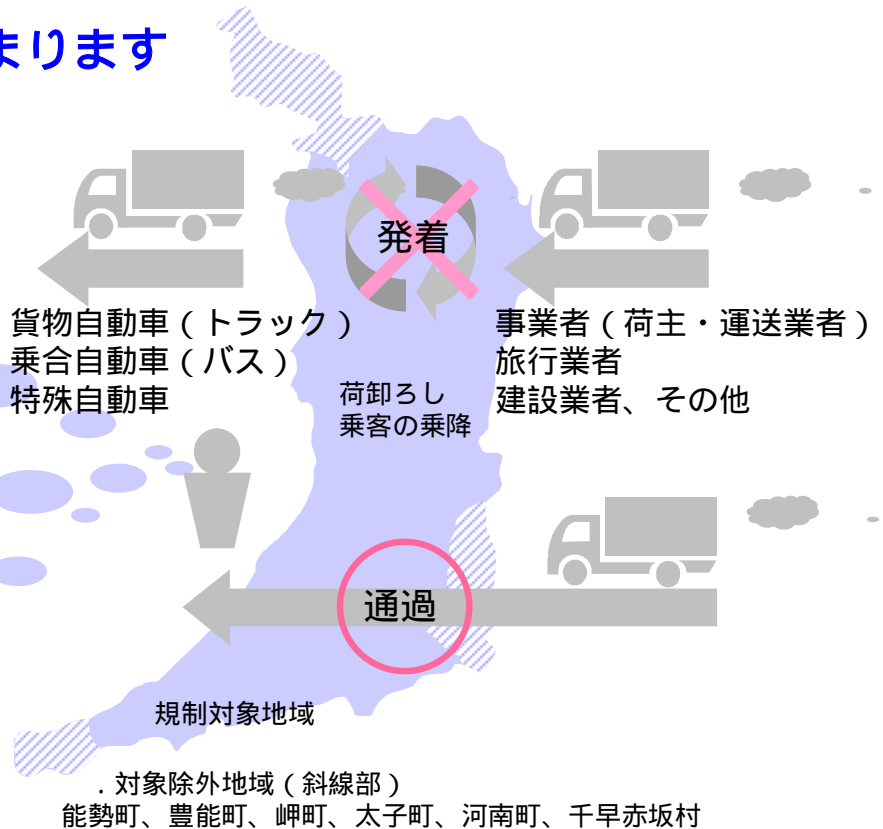 まります
発着
貨物自動車（トラック）
乗合自動車（バス）
特殊自動車
事業者（荷主・運送業者）
旅行業者
建設業者、その他
荷卸ろし
乗客の乗降
通過
規制対象地域
．対象除外地域（斜線部）
能勢町、豊能町、岬町、太子町、河南町、千早赤坂村